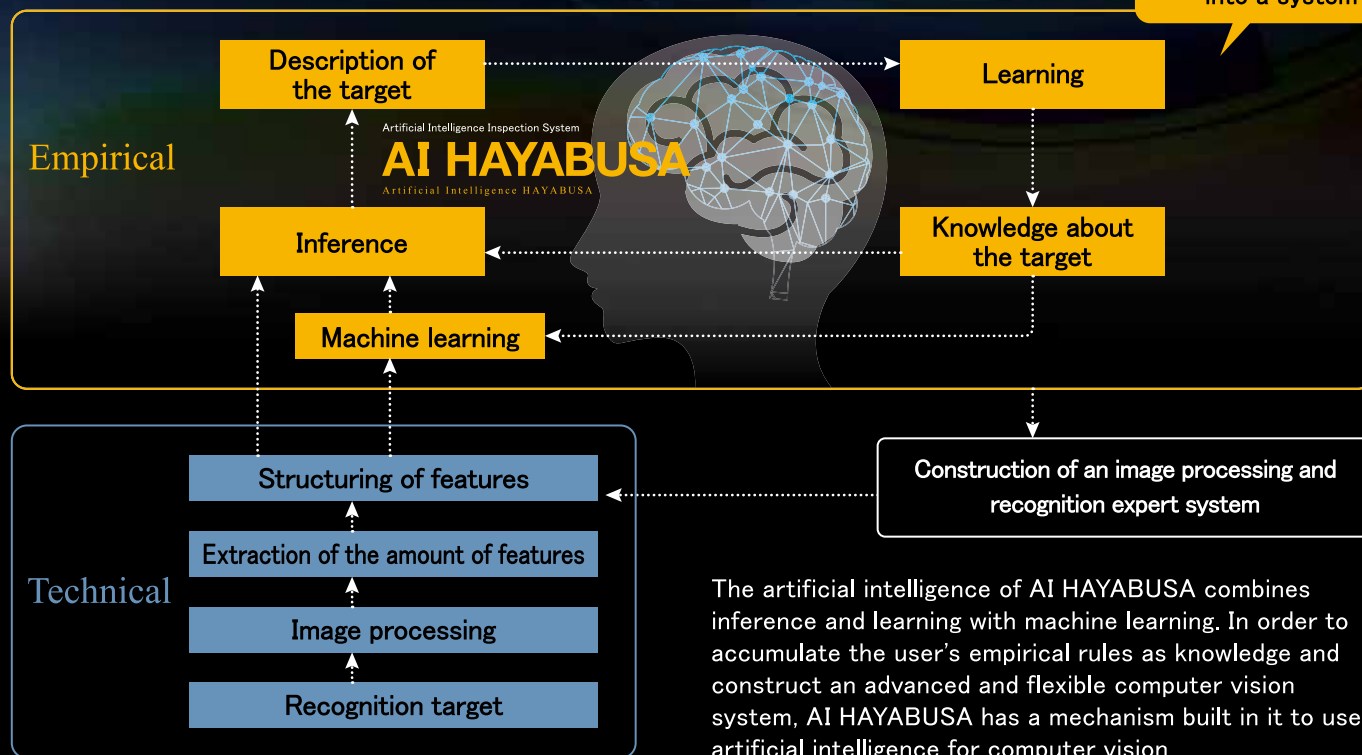 into a system
Description of
the target
Learning
Artificial Intelligence Inspection System
AI HAYABUSA
Artificial Intelligence HAYABUSA
Empirical
Inference
Knowledge about
the target
Machine learning
Structuring of features
Construction of an image processing and
recognition expert system
Extraction of the amount of features
Technical
Image processing
Recognition target
The artificial intelligence of AI HAYABUSA combines
inference and learning with machine learning. In order to
accumulate the user's empirical rules as knowledge and
construct an advanced and flexible computer vision
system, AI HAYABUSA has a mechanism built in it to use
artificial intelligence for computer vision